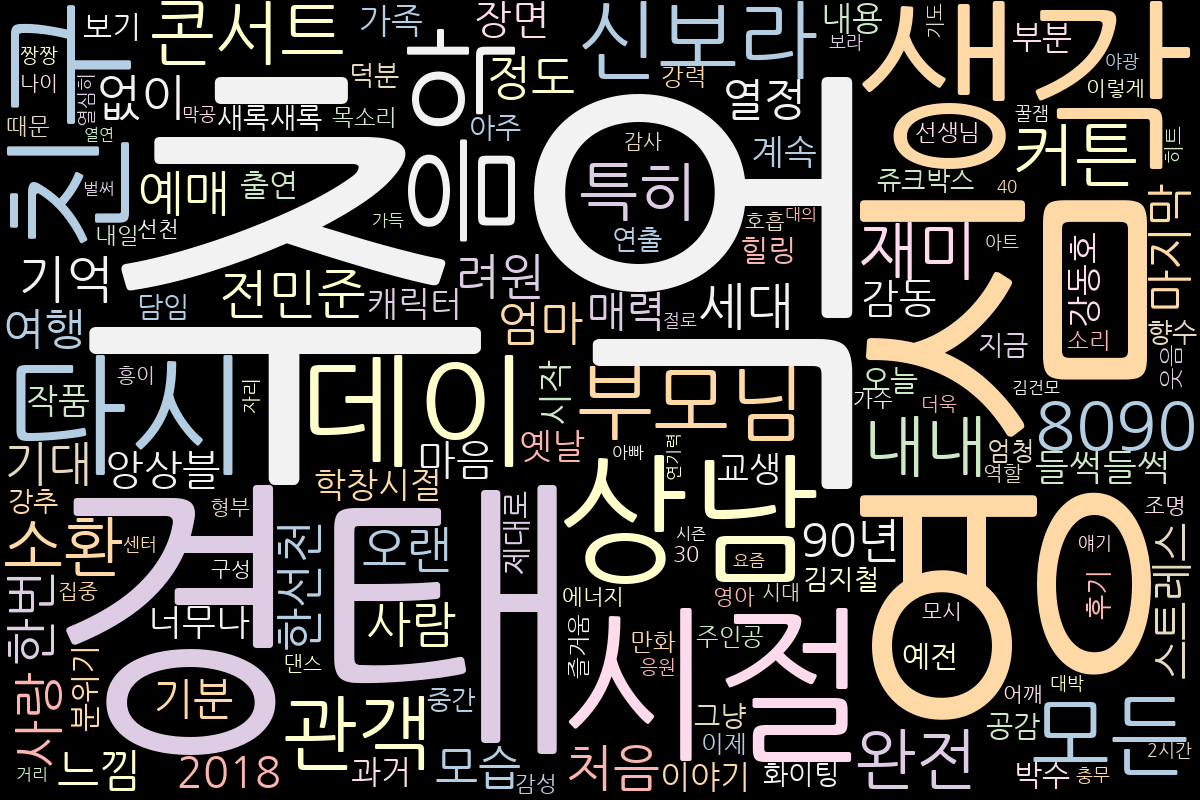 친구
짱짱
나이
보기
열심히
콘서트
가족
장면
신보라
내용
보라
생각
내기
부분
야광
이렇게
없이
막공
새록새록
덕분
목소리
음학
정도
아주
강력
열정
꿀잼
선생님
커튼
히트
때문
열연
벌써
예매
출연
추억
특히
감사
계속
쥬크박스
40
내일
선천
가득
연출
호흡
대의
힐링
재미
아트
마지막
기억
전민준
려원
캐릭터
매력
절로
세대
감동
강동호
여행
담임
엄마
지금
소리
향수
웃음
다시
작품
흥이
자리
데이
시작
부모님
오늘
가수
더욱
김건모
8090
기대
앙상블
마음
옛날
아빠
연기력
교생
내내
엄청
역할
들썩들썩
강추
형부
학창시절
제대로
상남
시즌
30
요즘
90년
영심
조명
얘기
소환
센터
경태
오랜
김지철
한번
집중
구성
한선천
너무나
사람
에너지
영아
시대
모시
후기
스트레스
사랑
분위기
기분
댄스
즐거움
만화
응원
주인공
시절
예전
대박
관객
중간
그냥
이제
어깨
공감
모든
2시간
거리
느낌
2018
과거
모습
감성
처음
이야기
화이팅
완전
박수
충무